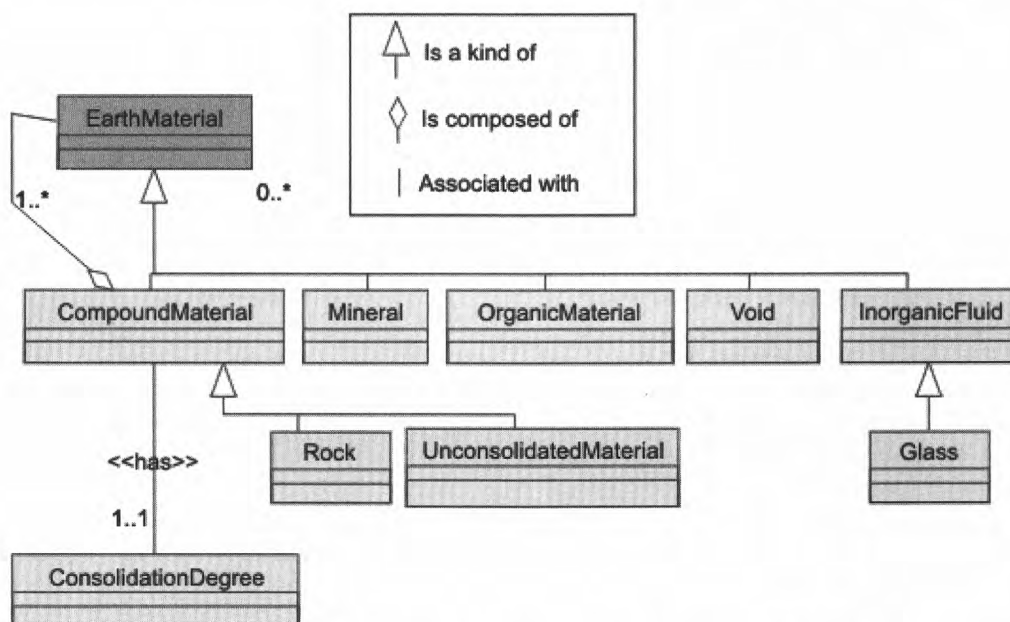 Is a kind of
EarthMaterial
Is composed of
1..*
0..*
Associated with
CompoundMaterial
Mineral
OrganicMaterial
Void
InorganicFluid
Rock
UnconsolidatedMaterial
Glass
<<has>>
1..1
ConsolidationDegree